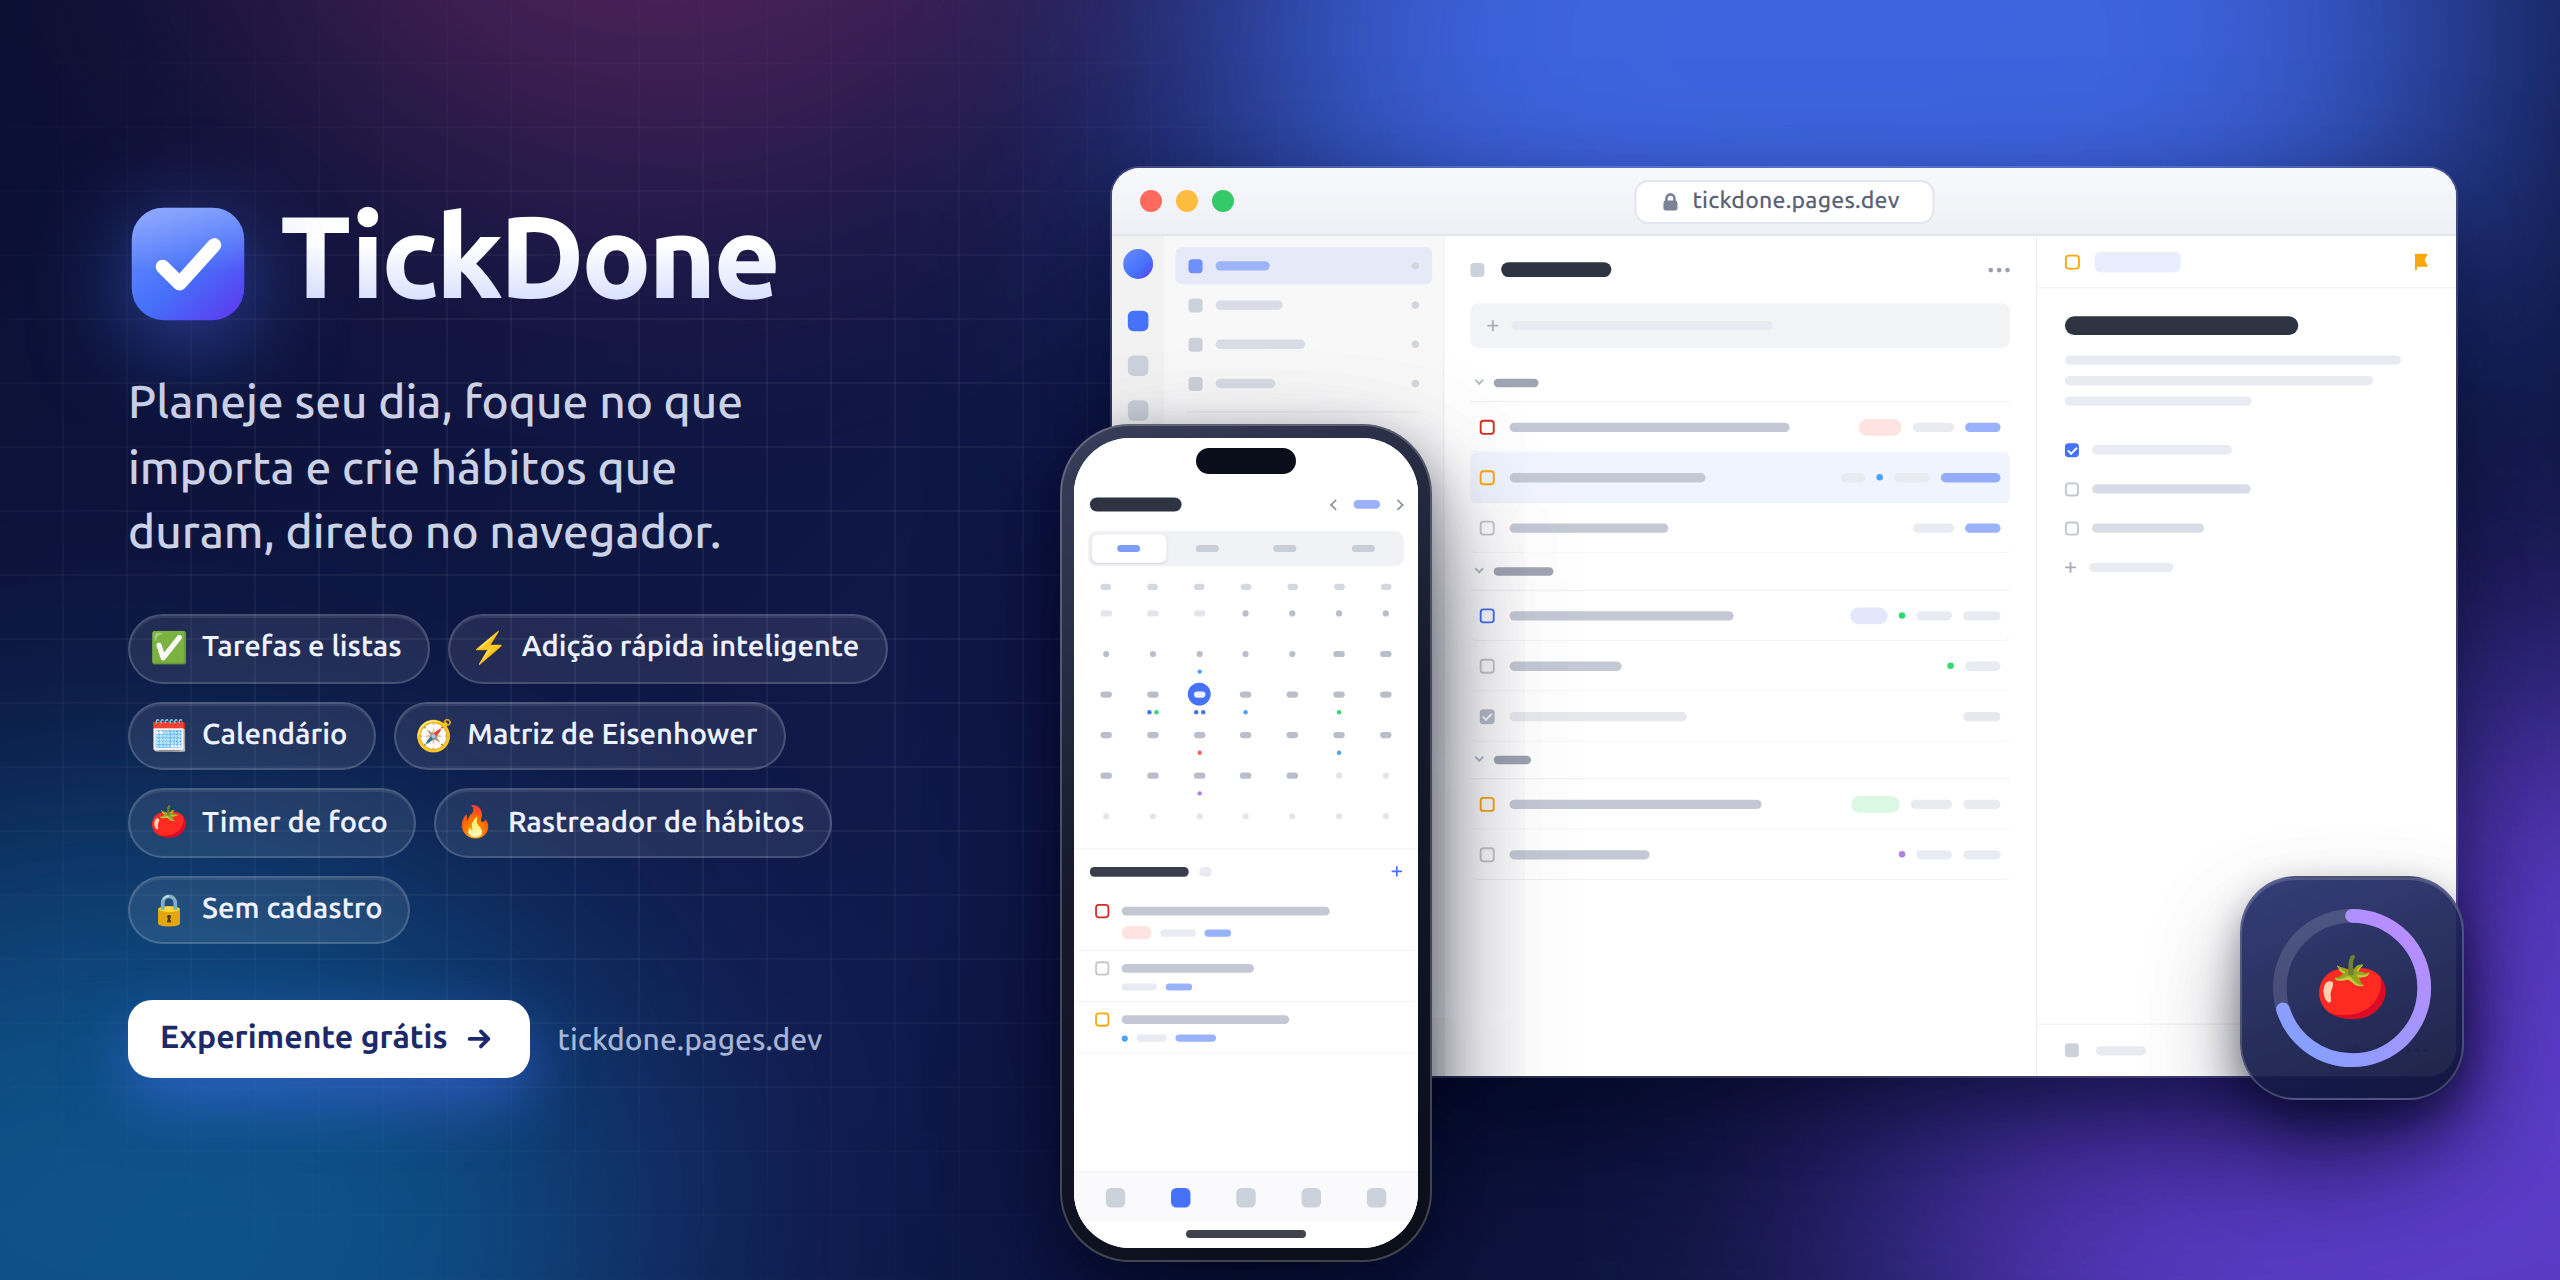 TickDone
Planeje seu dia, foque no que
importa e crie hábitos que
duram, direto no navegador.
Tarefas e listas
Adição rápida inteligente
Calendário
Matriz de Eisenhower
Timer de foco
Rastreador de hábitos
Sem cadastro
Experimente grátis →
tickdone.pages.dev
tickdone.pages.dev